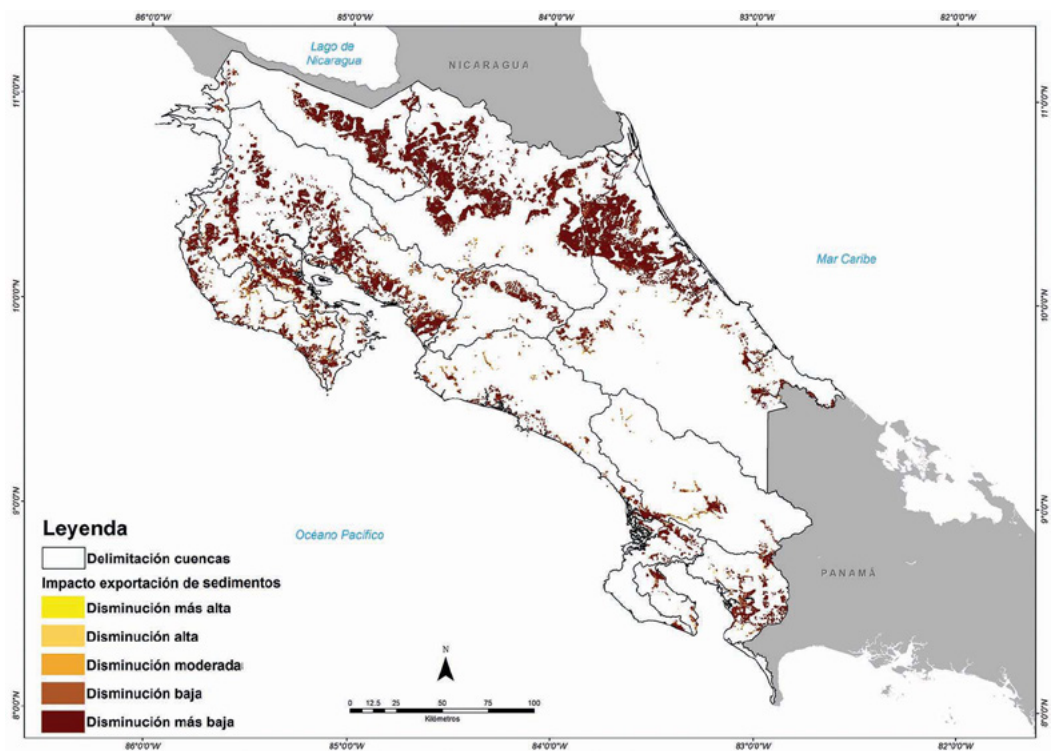 86°0'0"W 85°0'0"W 84°0'0"W 83°0'0"W 82°0'0"W
Lago de
Nicaragua
NICARAGUA
11°0'0"N 11°0'0"N
Mar Caribe
10°0'0"N 10°0'0"N
9°0'0"N 9°0'0"N
Océano Pacífico
PANAMÁ
Leyenda
Delimitación cuencas
Impacto exportación de sedimentos
Disminución más alta
Disminución alta
Disminución moderada
Disminución baja
Disminución más baja
N
0 12.5 25 50 75 100
Kilómetros
8°0'0"N 8°0'0"N
86°0'0"W 85°0'0"W 84°0'0"W 83°0'0"W 82°0'0"W